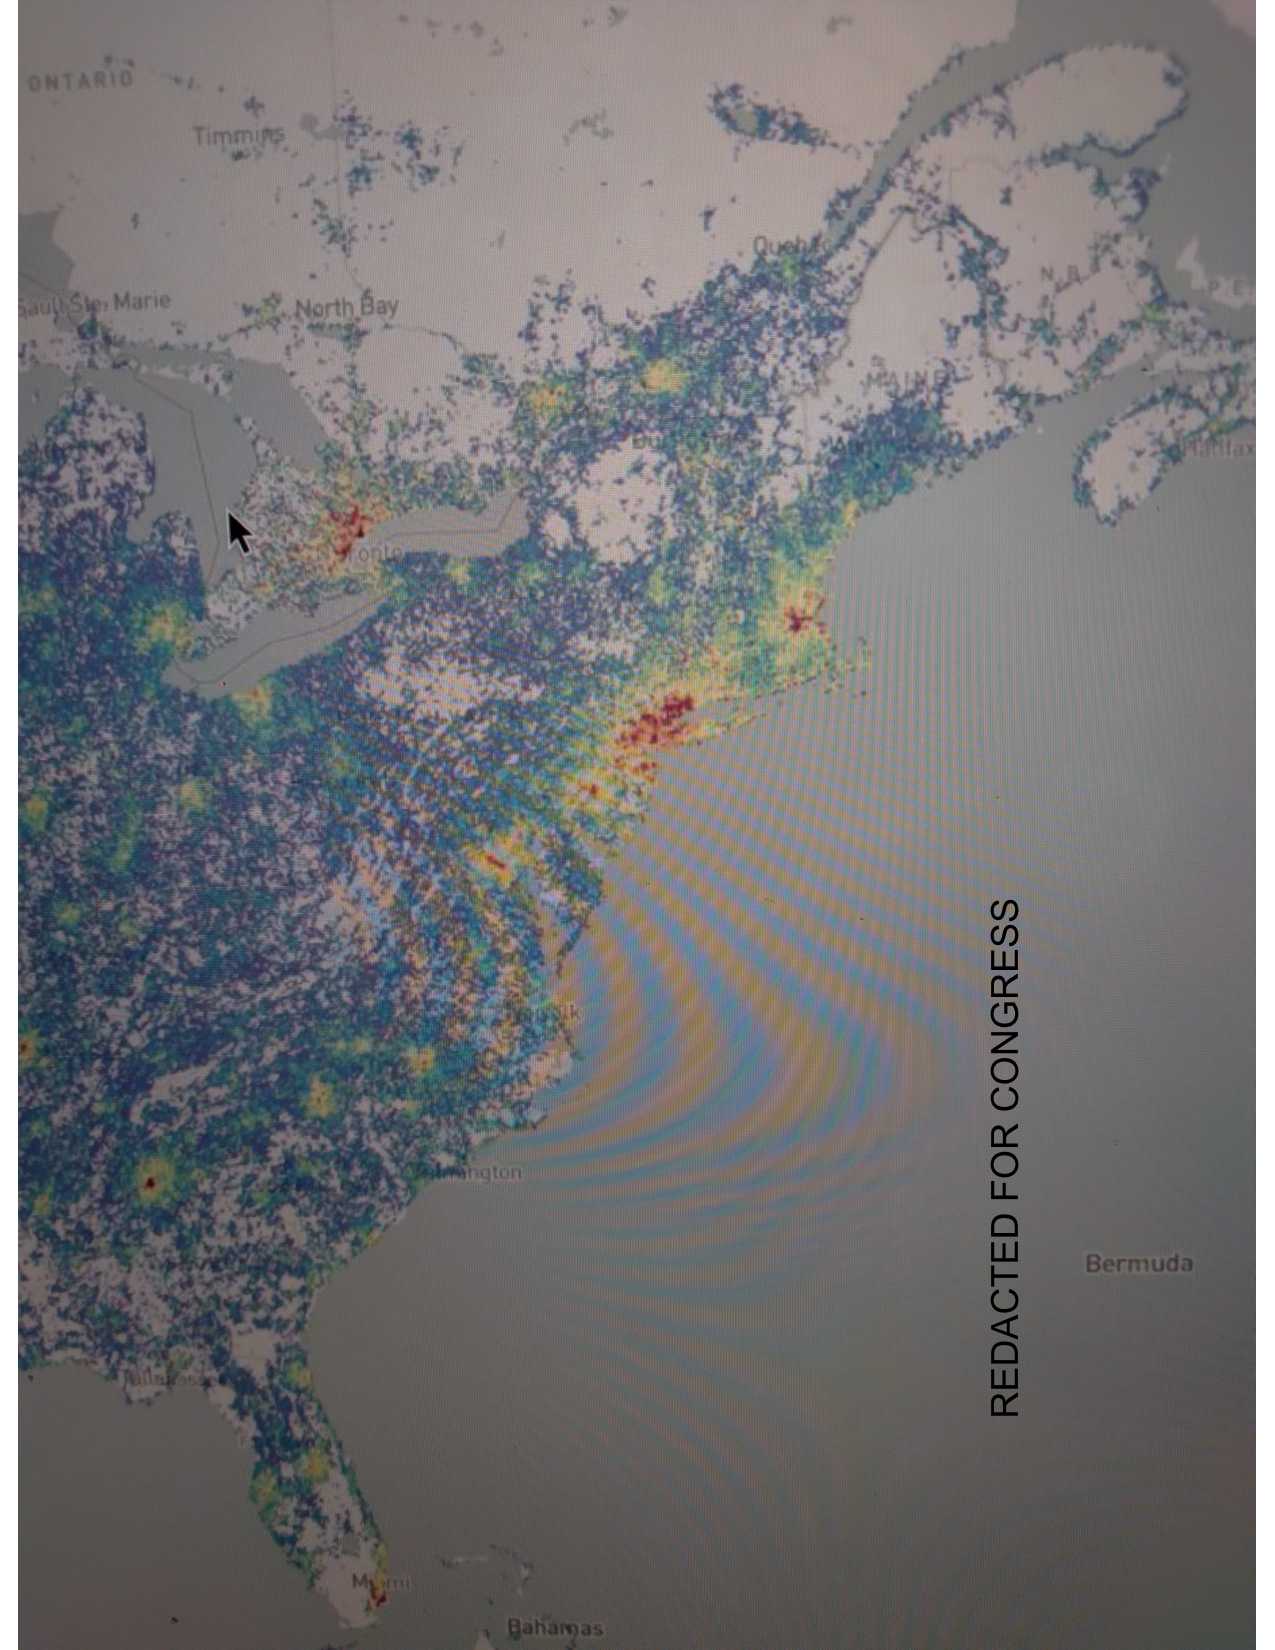 ONTARIO
Timmins
Quebec
N.B.
P.E.I
Sault Ste. Marie
North Bay
MAINE
Halifax
Toronto
REDACTED FOR CONGRESS
Wilmington
Bermuda
Tallahassee
Miami
Bahamas